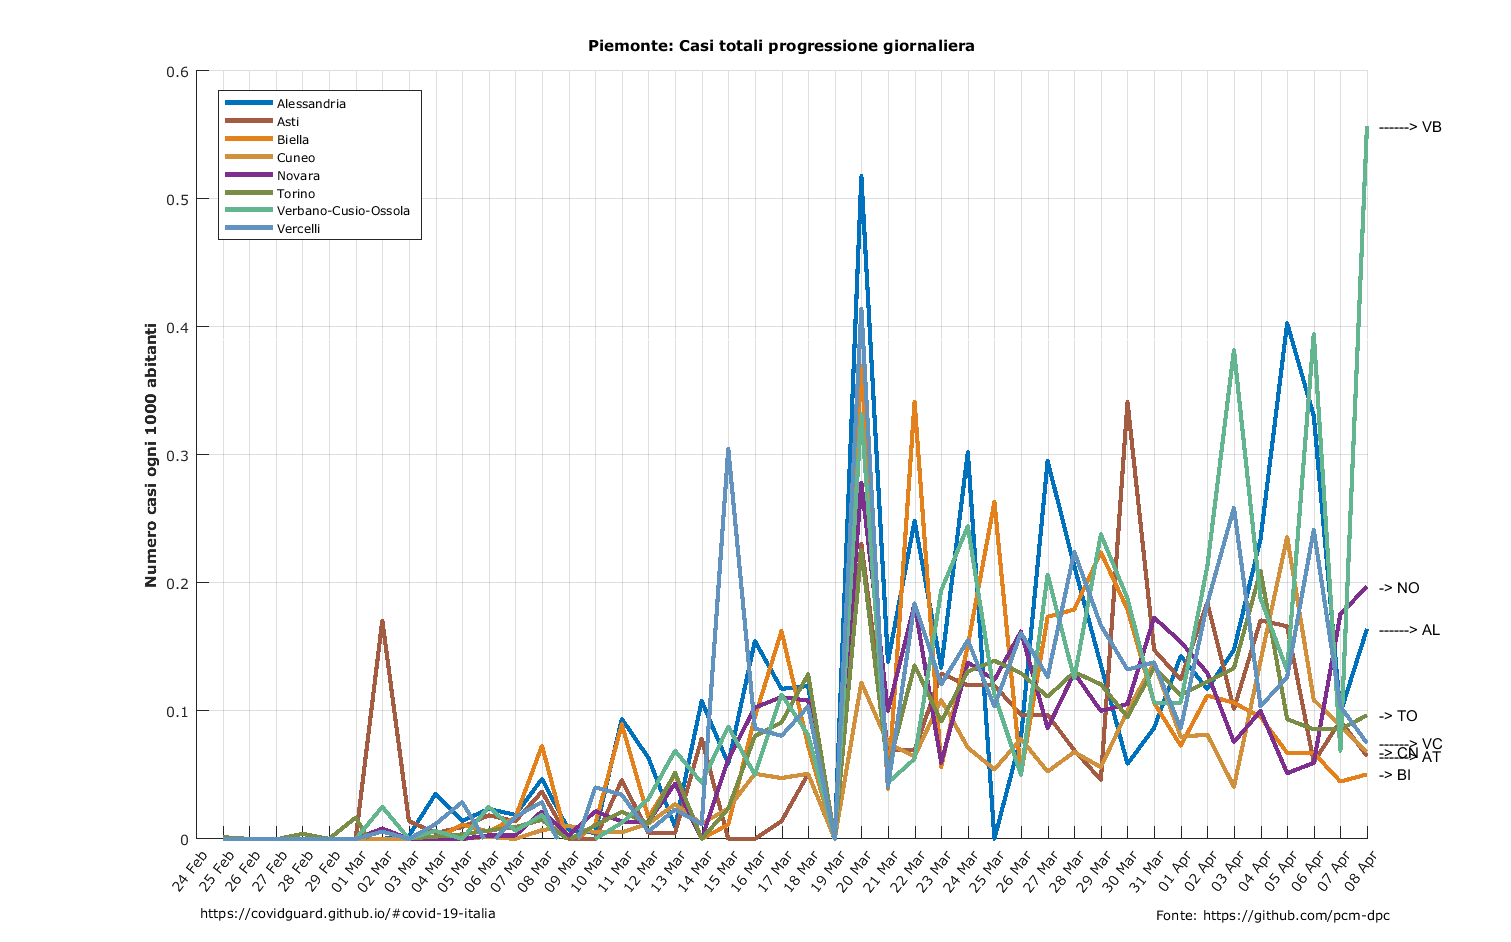 Piemonte: Casi totali progressione giornaliera
0.6
0.5
0.4
0.3
0.2
0.1
0
Numero casi ogni 1000 abitanti
Alessandria
Asti
Biella
Cuneo
Novara
Torino
Verbano-Cusio-Ossola
Vercelli
------> VB
-> NO
------> AL
-> TO
------> VC
-> CN
------> AT
-> BI
24 Feb
25 Feb
26 Feb
27 Feb
28 Feb
29 Feb
01 Mar
02 Mar
03 Mar
04 Mar
05 Mar
06 Mar
07 Mar
08 Mar
09 Mar
10 Mar
11 Mar
12 Mar
13 Mar
14 Mar
15 Mar
16 Mar
17 Mar
18 Mar
19 Mar
20 Mar
21 Mar
22 Mar
23 Mar
24 Mar
25 Mar
26 Mar
27 Mar
28 Mar
29 Mar
30 Mar
31 Mar
01 Apr
02 Apr
03 Apr
04 Apr
05 Apr
06 Apr
07 Apr
08 Apr
https://covidguard.github.io/#covid-19-italia
Fonte: https://github.com/pcm-dpc